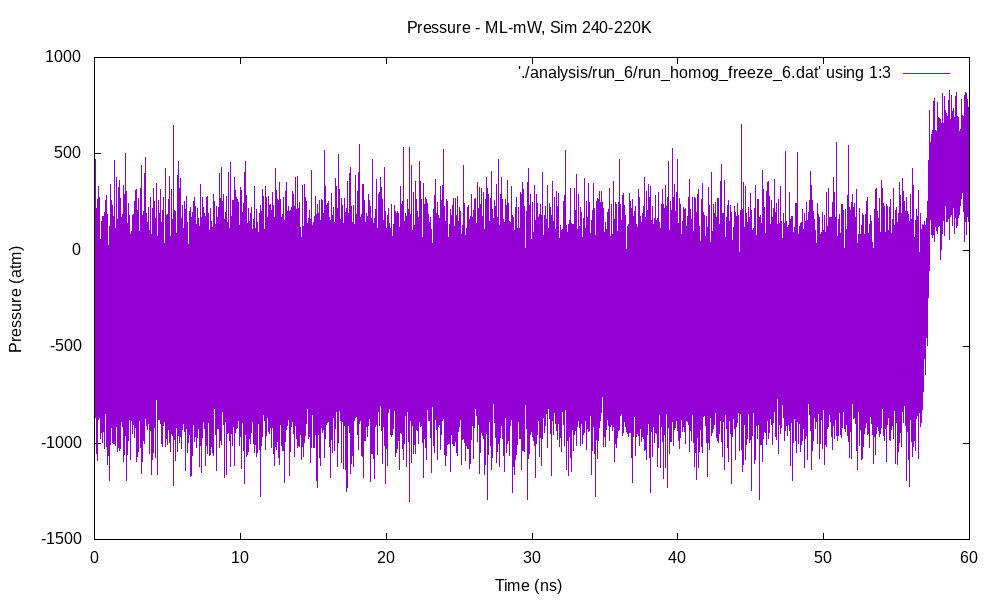 Pressure - ML-mW, Sim 240-220K
'./analysis/run_6/run_homog_freeze_6.dat' using 1:3
1000
500
0
-500
-1000
-1500
Pressure (atm)
0 10 20 30 40 50 60
Time (ns)